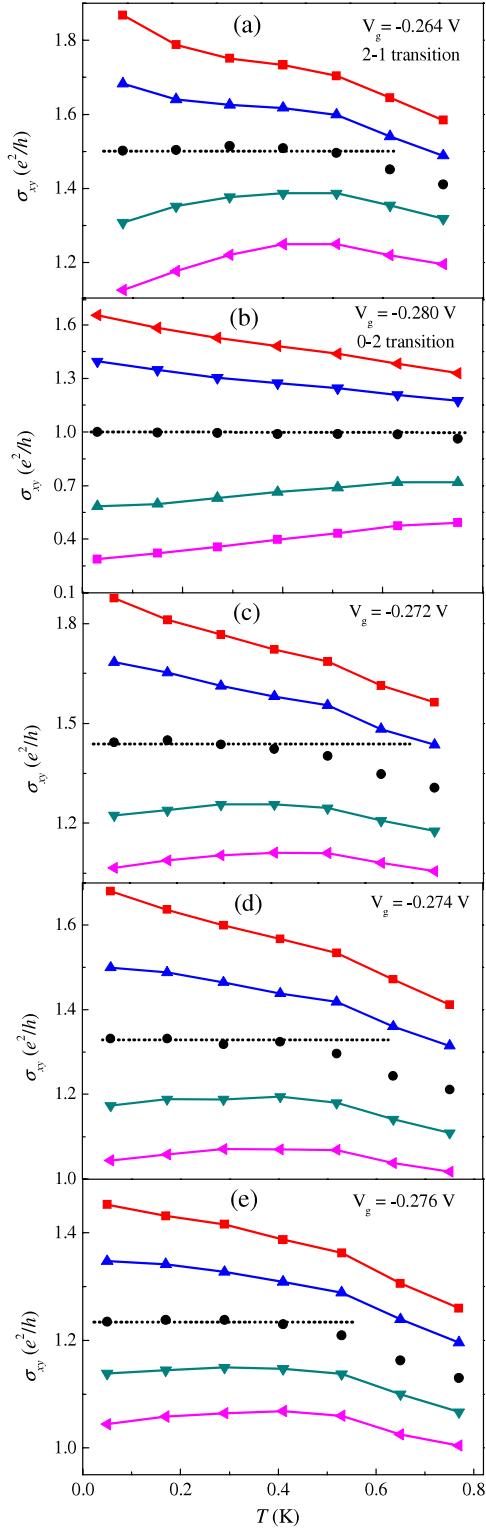 (a)
V_g = -0.264 V
2-1 transition
1.8
1.6
1.4
1.2
σ_xy (e²/h)
(b)
V_g = -0.280 V
0-2 transition
1.6
1.3
1.0
0.7
0.4
0.1
σ_xy (e²/h)
(c)
V_g = -0.272 V
1.8
1.5
1.2
σ_xy (e²/h)
(d)
V_g = -0.274 V
1.6
1.4
1.2
1.0
σ_xy (e²/h)
(e)
V_g = -0.276 V
1.4
1.2
1.0
σ_xy (e²/h)
0.0 0.2 0.4 0.6 0.8
T (K)